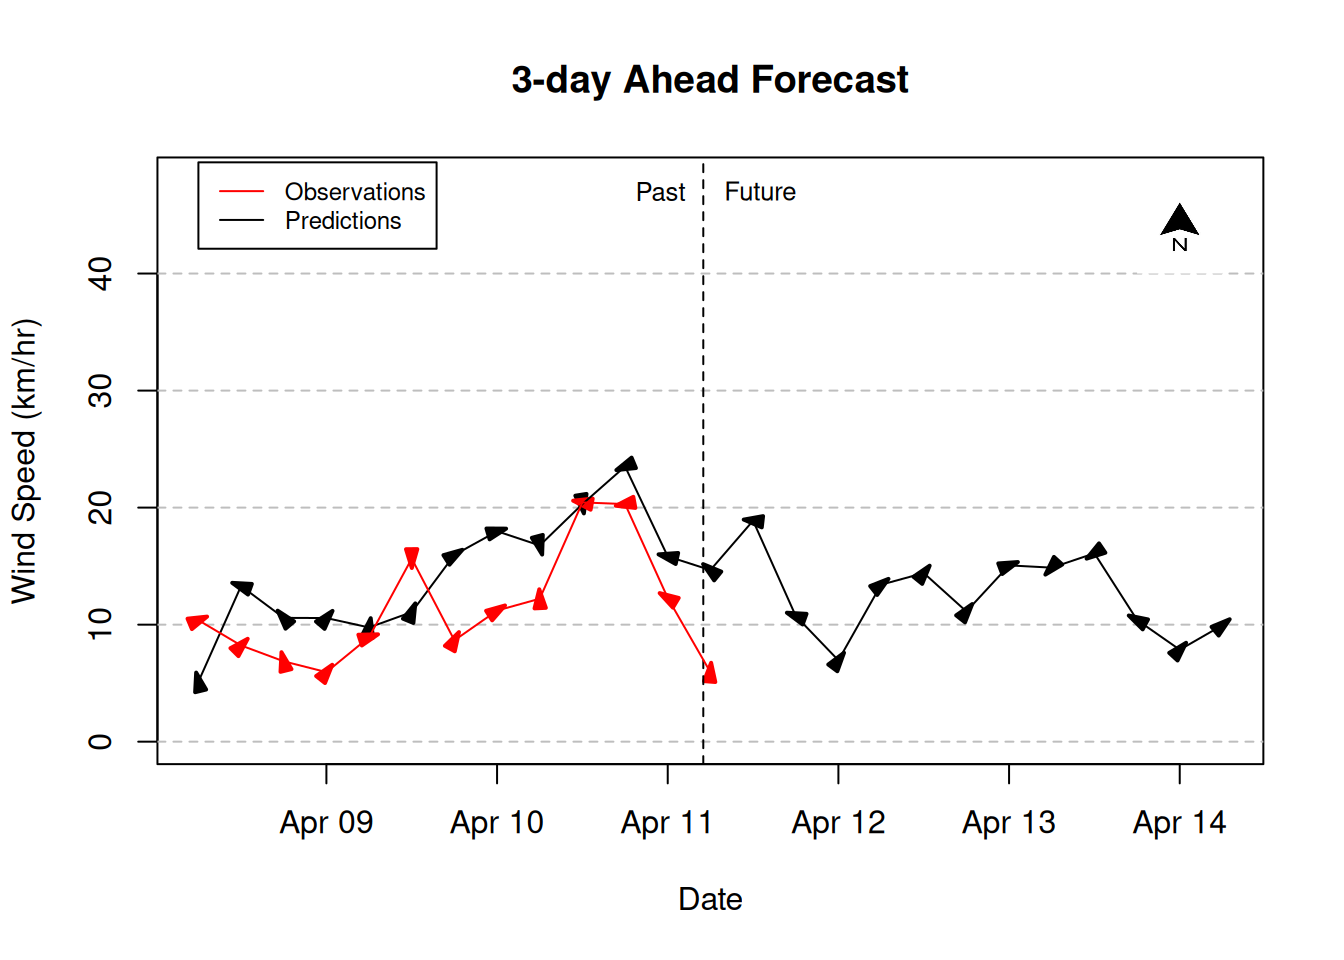 3-day Ahead Forecast
Observations
Predictions
Past
Future
N
Wind Speed (km/hr)
40
30
20
10
0
Apr 09
Apr 10
Apr 11
Apr 12
Apr 13
Apr 14
Date